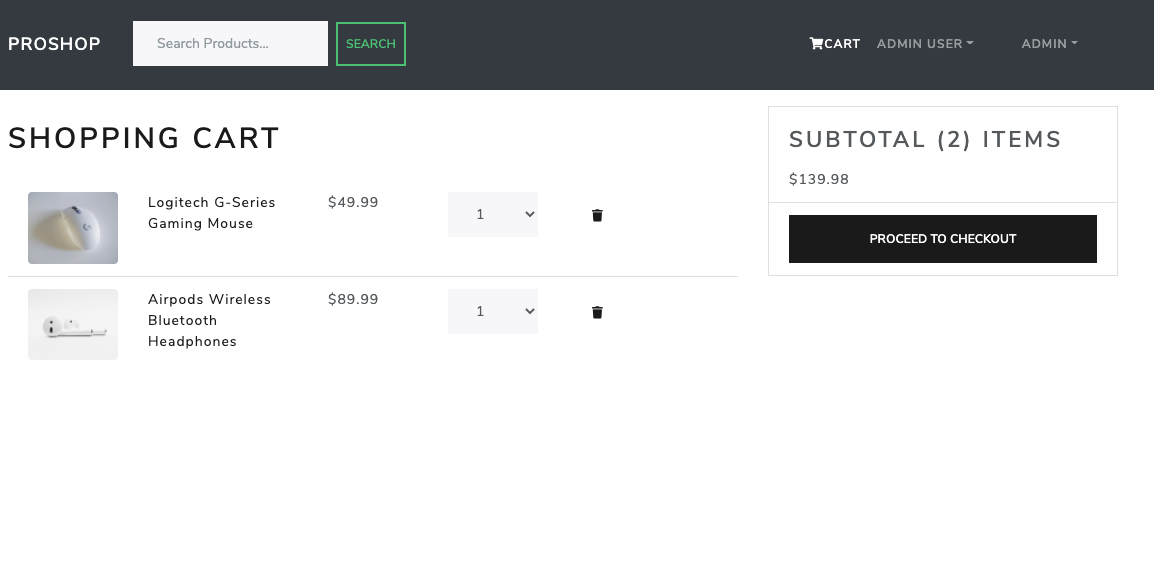 PROSHOP
Search Products...
SEARCH
CART
ADMIN USER
ADMIN
SHOPPING CART
Logitech G-Series
Gaming Mouse
$49.99
1
Airpods Wireless
Bluetooth
Headphones
$89.99
1
SUBTOTAL (2) ITEMS
$139.98
PROCEED TO CHECKOUT